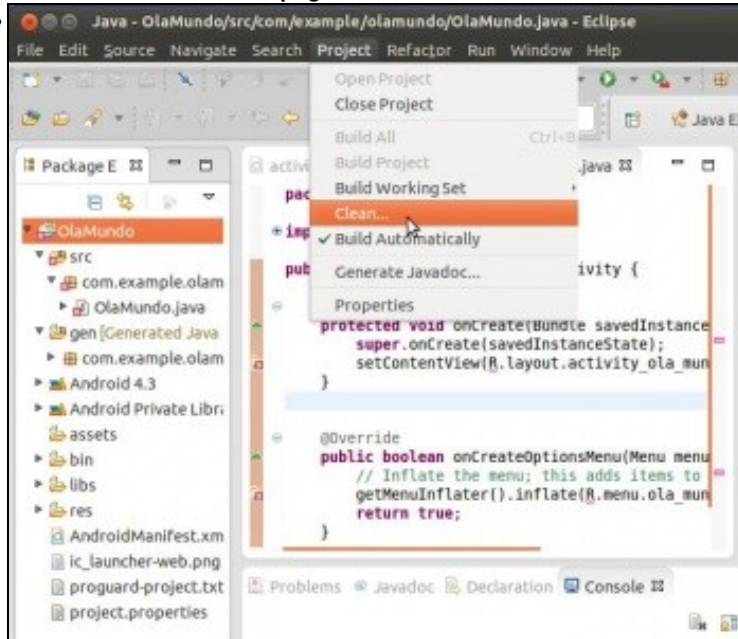 Java - OlaMundo/src/com/example/olamundo/OlaMundo.java - Eclipse
File Edit Source Navigate Search Project Refactor Run Window Help
Open Project
Close Project
Build All Ctrl+B
Build Project
Build Working Set
Clean...
Build Automatically
Generate Javadoc...
Properties
Java E
Package E
OlaMundo
src
com.example.olam
OlaMundo.java
gen [Generated Java
com.example.olam
Android 4.3
Android Private Libr
assets
bin
libs
res
AndroidManifest.xm
ic_launcher-web.png
proguard-project.txt
project.properties
activi .java
pac
imp
pub ivity {
protected void onCreate(Bundle savedInstance
super.onCreate(savedInstanceState);
setContentView(R.layout.activity_ola_mun
}
@Override
public boolean onCreateOptionsMenu(Menu menu
// Inflate the menu; this adds items to
getMenuInflater().inflate(R.menu.ola_mun
return true;
}
Problems Javadoc Declaration Console